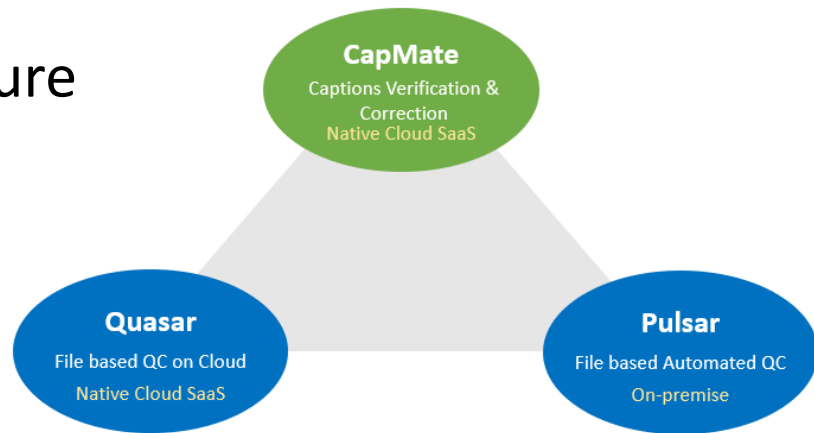 CapMate
Captions Verification &
Correction
Native Cloud SaaS
Quasar
File based QC on Cloud
Native Cloud SaaS
Pulsar
File based Automated QC
On-premise